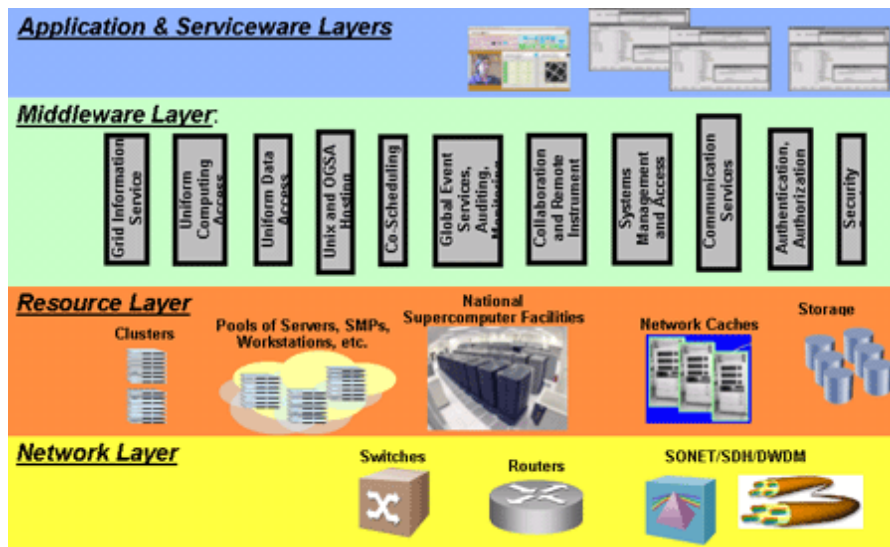 Application & Serviceware Layers
Middleware Layer:
Grid Information
Service
Uniform
Computing
Access
Uniform Data
Access
Unix and OGSA
Hosting
Co-Scheduling
Global Event
Services,
Auditing,
Monitoring
Collaboration
and Remote
Instrument
Systems
Management
and Access
Communication
Services
Authentication,
Authorization
Security
Resource Layer
Clusters
Pools of Servers, SMPs,
Workstations, etc.
National
Supercomputer Facilities
Network Caches
Storage
Network Layer
Switches
Routers
SONET/SDH/DWDM